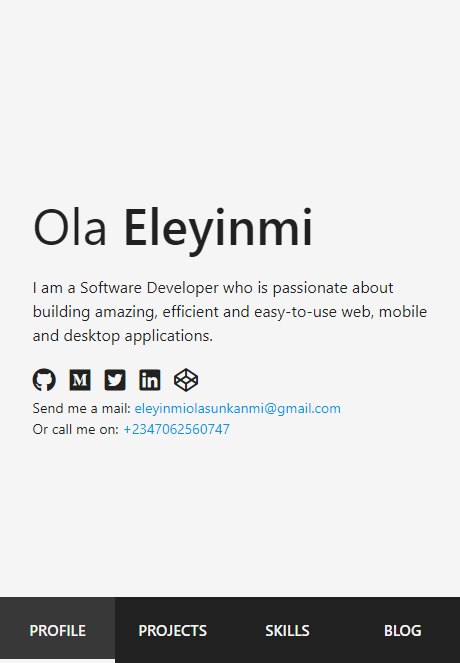 Ola Eleyinmi
I am a Software Developer who is passionate about
building amazing, efficient and easy-to-use web, mobile
and desktop applications.
Send me a mail: eleyinmiolasunkanmi@gmail.com
Or call me on: +2347062560747
PROFILE PROJECTS SKILLS BLOG